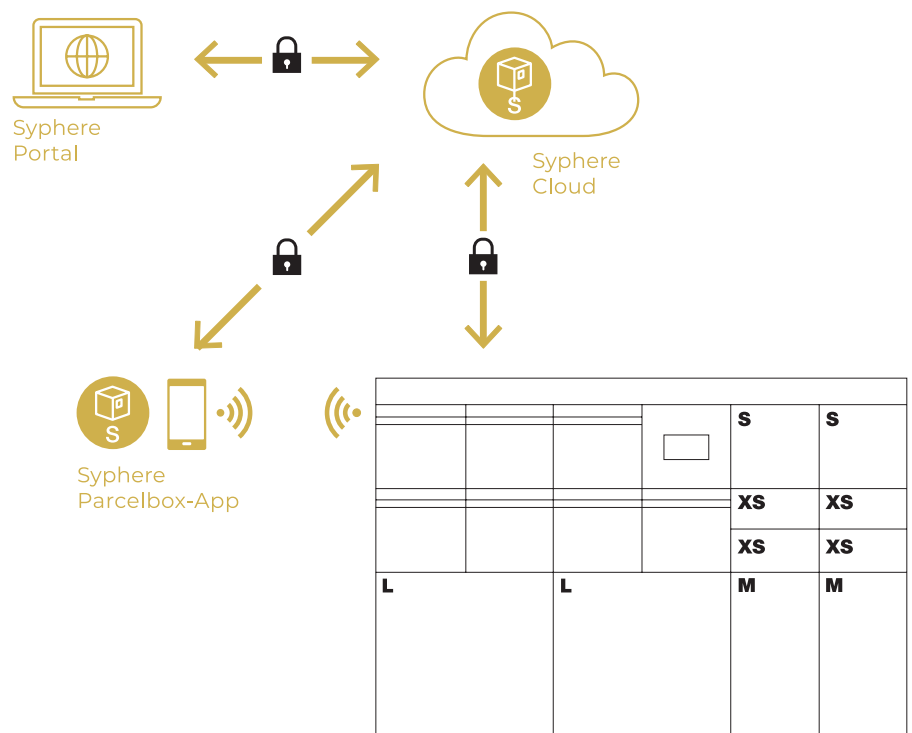 S
Syphere
Portal
Syphere
Cloud
S
Syphere
Parcelbox-App
S S
XS XS
XS XS
L L M M